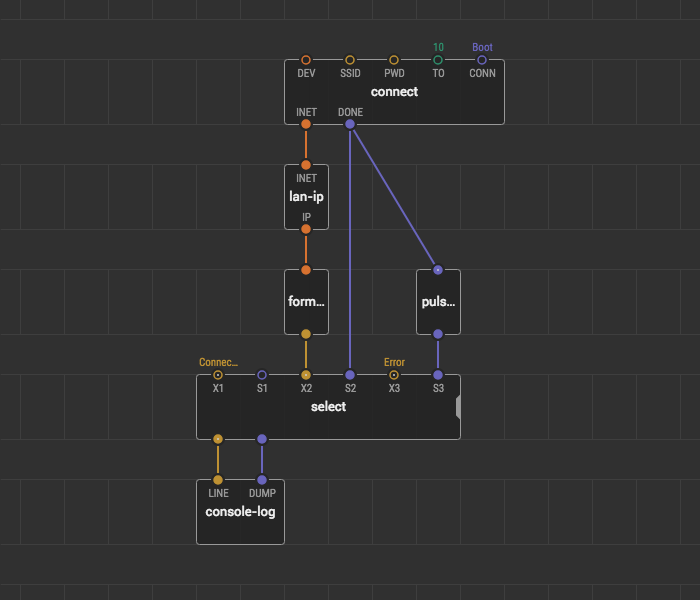 10 Boot
DEV SSID PWD TO CONN
connect
INET DONE
INET
lan-ip
IP
form... puls...
Connec... Error
X1 S1 X2 S2 X3 S3
select
LINE DUMP
console-log